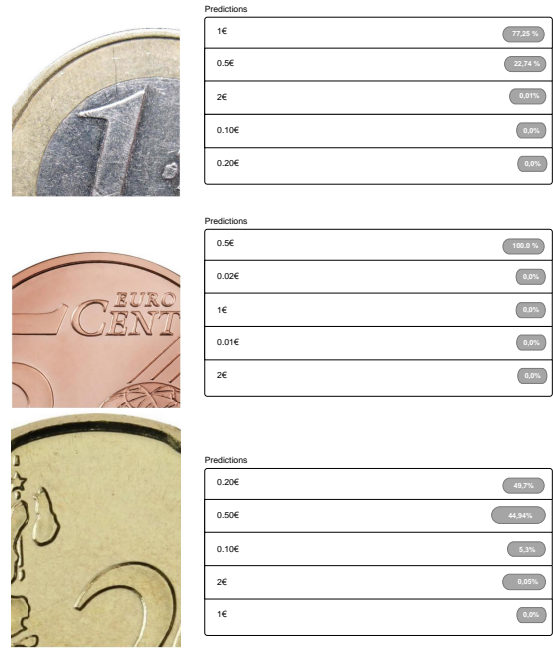 Predictions
1€ 77,25 %
0.5€ 22,74 %
2€ 0,01%
0.10€ 0,0%
0.20€ 0,0%
1
Predictions
0.5€ 100.0 %
0.02€ 0,0%
1€ 0,0%
0.01€ 0,0%
2€ 0,0%
EURO
CENT
Predictions
0.20€ 49,7%
0.50€ 44,94%
0.10€ 5,3%
2€ 0,05%
1€ 0,0%
2